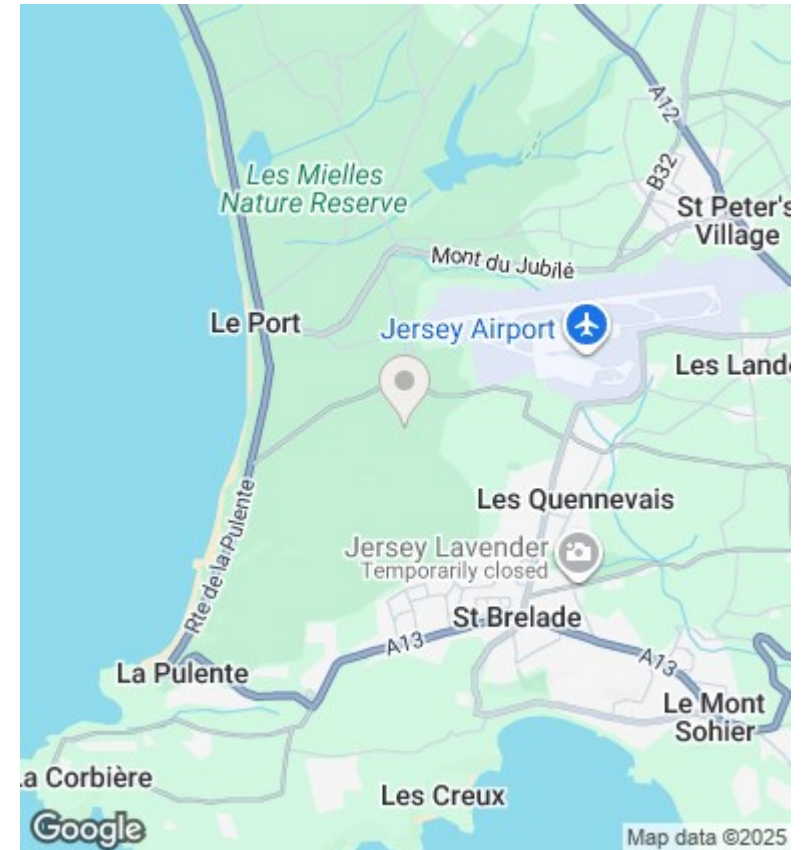 A12
B32
Les Mielles
Nature Reserve
St Peter's
Village
Mont du Jubilé
Le Port
Jersey Airport
Les Lande
Les Quennevais
Rte de la Pulente
Jersey Lavender
Temporarily closed
St Brelade
A13
A13
La Pulente
Le Mont
Sohier
a Corbière
Les Creux
Google
Map data ©2025